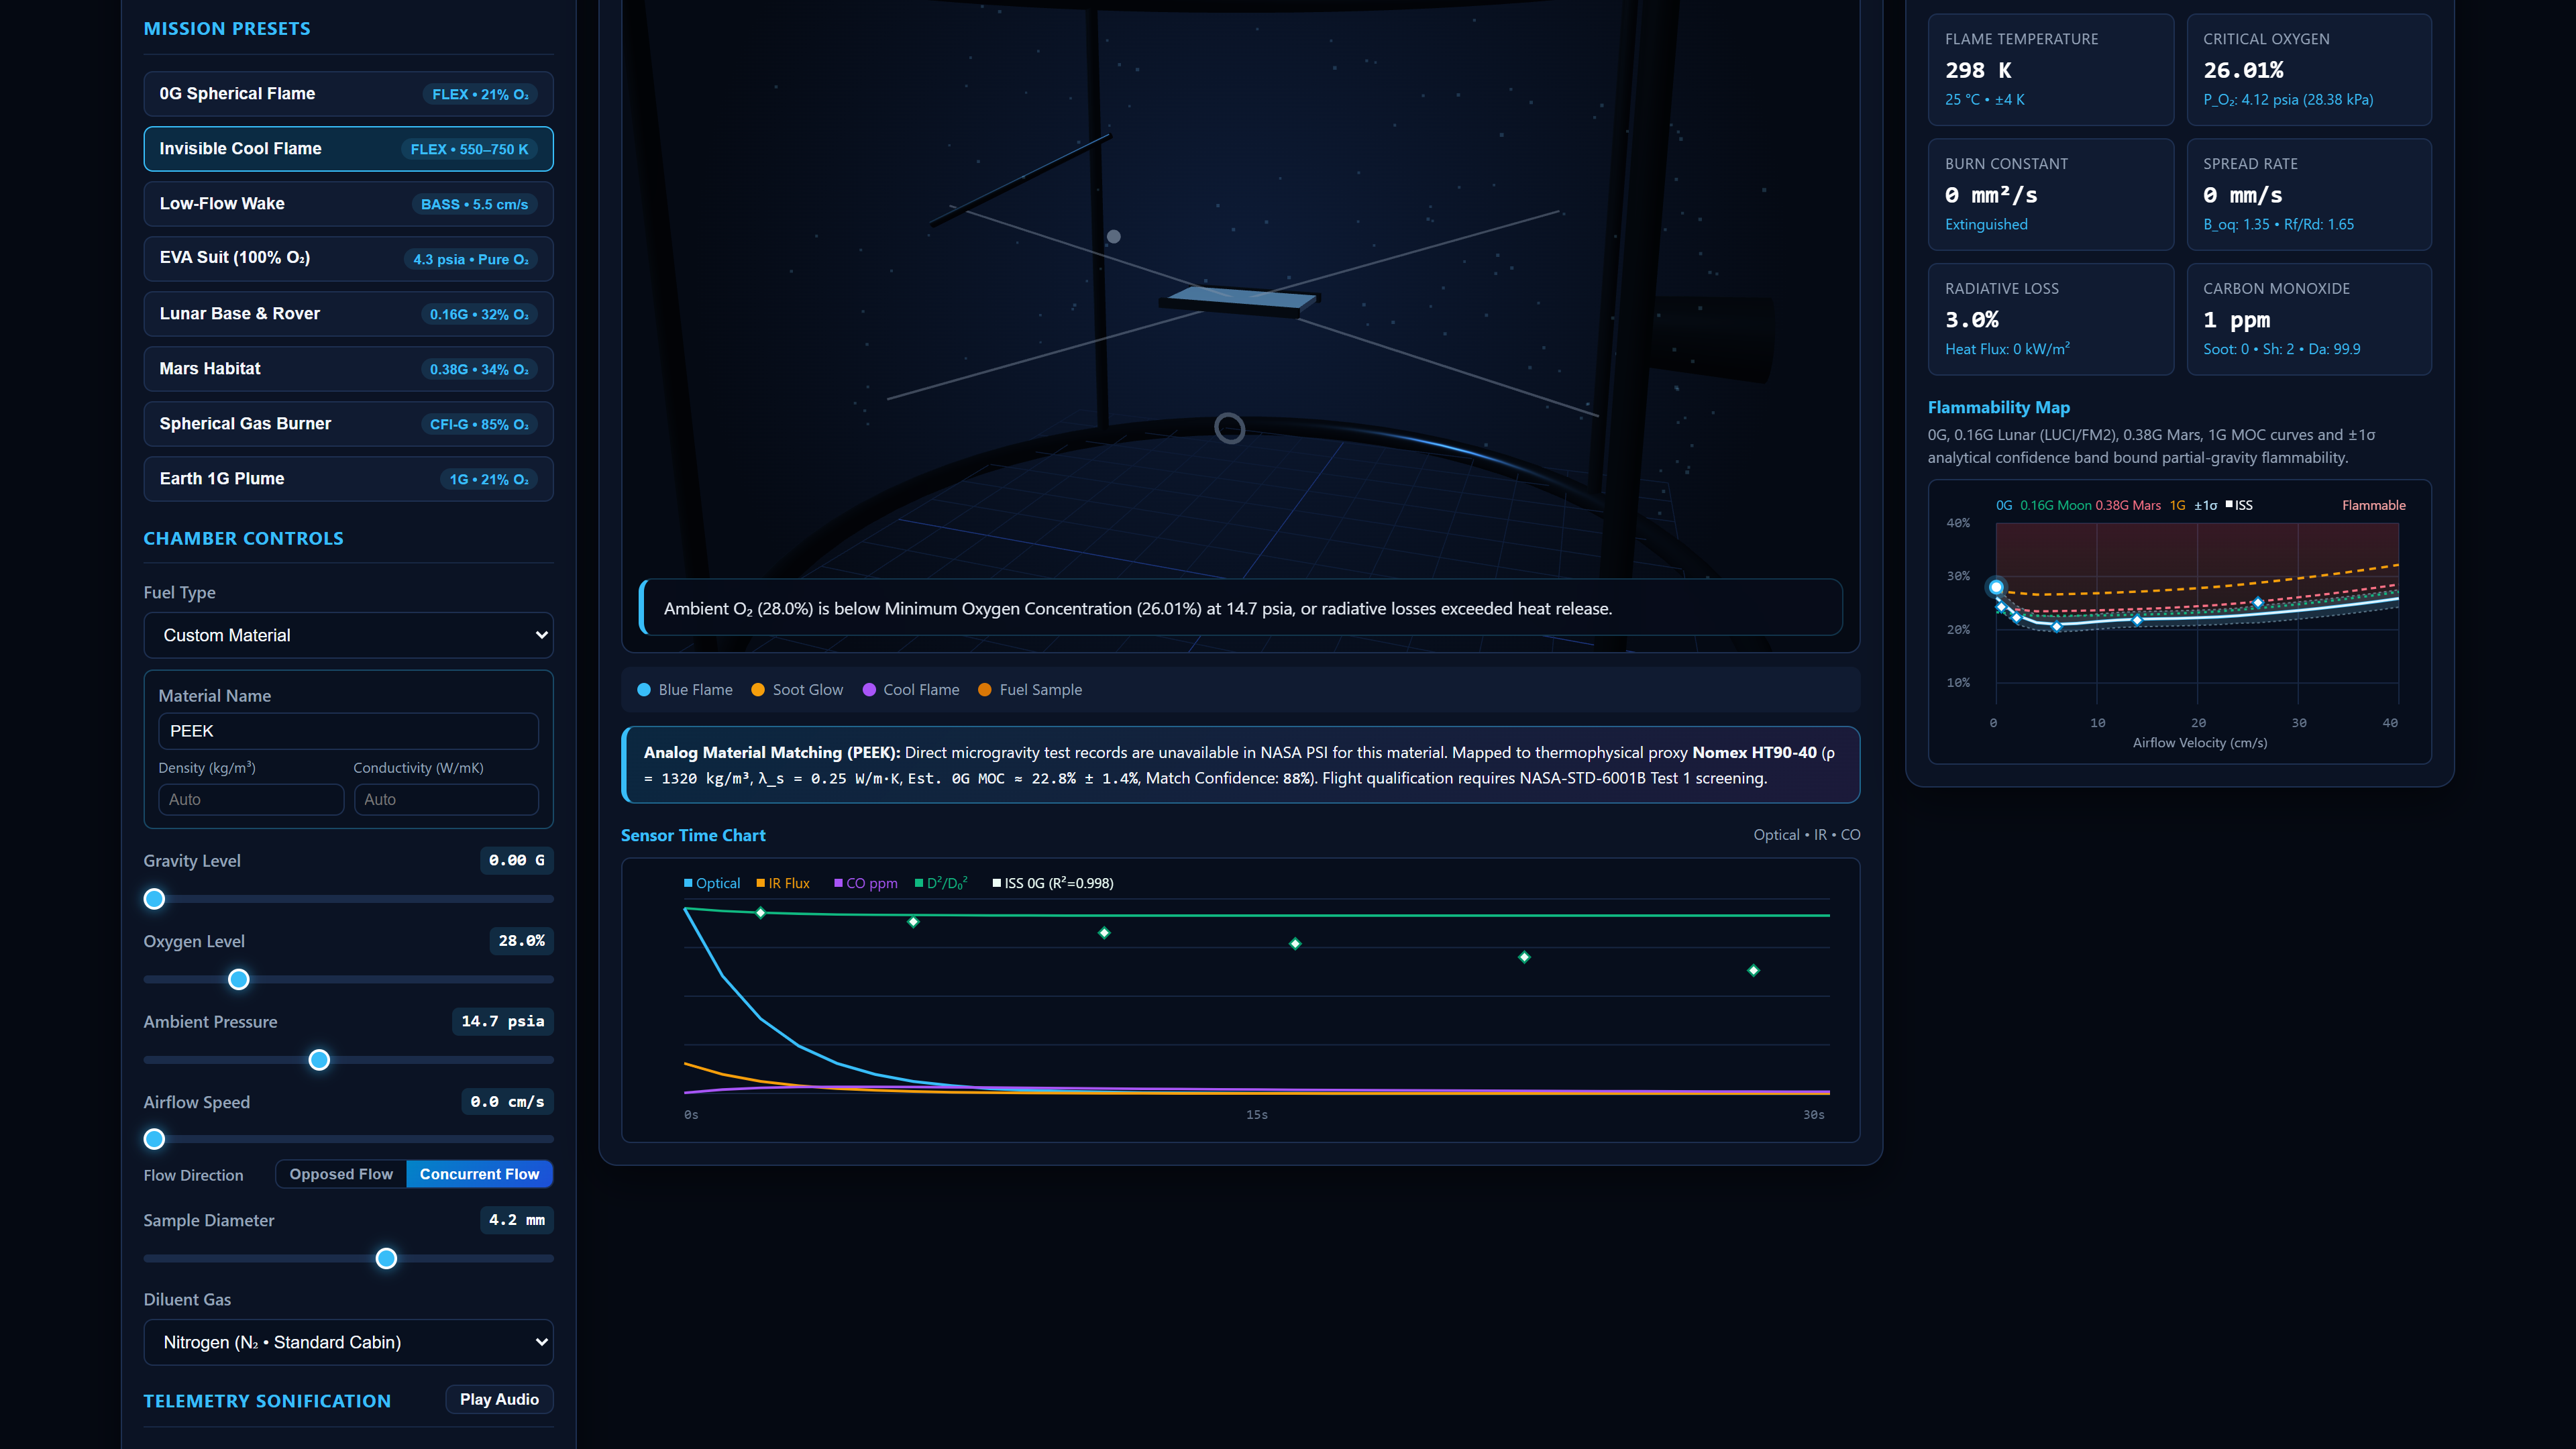 MISSION PRESETS
0G Spherical Flame
FLEX • 21% O₂
Invisible Cool Flame
FLEX • 550–750 K
Low-Flow Wake
BASS • 5.5 cm/s
EVA Suit (100% O₂)
4.3 psia • Pure O₂
Lunar Base & Rover
0.16G • 32% O₂
Mars Habitat
0.38G • 34% O₂
Spherical Gas Burner
CFI-G • 85% O₂
Earth 1G Plume
1G • 21% O₂
CHAMBER CONTROLS
Fuel Type
Custom Material
Material Name
PEEK
Density (kg/m³)
Conductivity (W/mK)
Auto
Auto
Gravity Level
0.00 G
Oxygen Level
28.0%
Ambient Pressure
14.7 psia
Airflow Speed
0.0 cm/s
Flow Direction
Opposed Flow
Concurrent Flow
Sample Diameter
4.2 mm
Diluent Gas
Nitrogen (N₂ • Standard Cabin)
TELEMETRY SONIFICATION
Play Audio
Ambient O₂ (28.0%) is below Minimum Oxygen Concentration (26.01%) at 14.7 psia, or radiative losses exceeded heat release.
Blue Flame
Soot Glow
Cool Flame
Fuel Sample
Analog Material Matching (PEEK): Direct microgravity test records are unavailable in NASA PSI for this material. Mapped to thermophysical proxy Nomex HT90-40 (ρ
= 1320 kg/m³, λ_s = 0.25 W/m·K, Est. 0G MOC ≈ 22.8% ± 1.4%, Match Confidence: 88%). Flight qualification requires NASA-STD-6001B Test 1 screening.
Sensor Time Chart
Optical • IR • CO
Optical
IR Flux
CO ppm
D²/D₀²
ISS 0G (R²=0.998)
0s
15s
30s
FLAME TEMPERATURE
298 K
25 °C • ±4 K
CRITICAL OXYGEN
26.01%
P_O₂: 4.12 psia (28.38 kPa)
BURN CONSTANT
0 mm²/s
Extinguished
SPREAD RATE
0 mm/s
B_oq: 1.35 • Rf/Rd: 1.65
RADIATIVE LOSS
3.0%
Heat Flux: 0 kW/m²
CARBON MONOXIDE
1 ppm
Soot: 0 • Sh: 2 • Da: 99.9
Flammability Map
0G, 0.16G Lunar (LUCI/FM2), 0.38G Mars, 1G MOC curves and ±1σ
analytical confidence band bound partial-gravity flammability.
0G
0.16G Moon
0.38G Mars
1G
±1σ
ISS
Flammable
40%
30%
20%
10%
0
10
20
30
40
Airflow Velocity (cm/s)